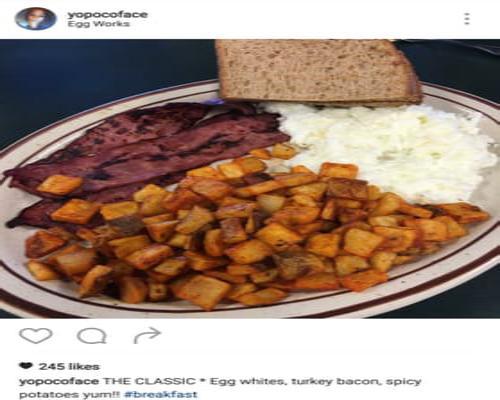 yopocoface
Egg Works
245 likes
yopocoface THE CLASSIC * Egg whites, turkey bacon, spicy
potatoes yum!! #breakfast